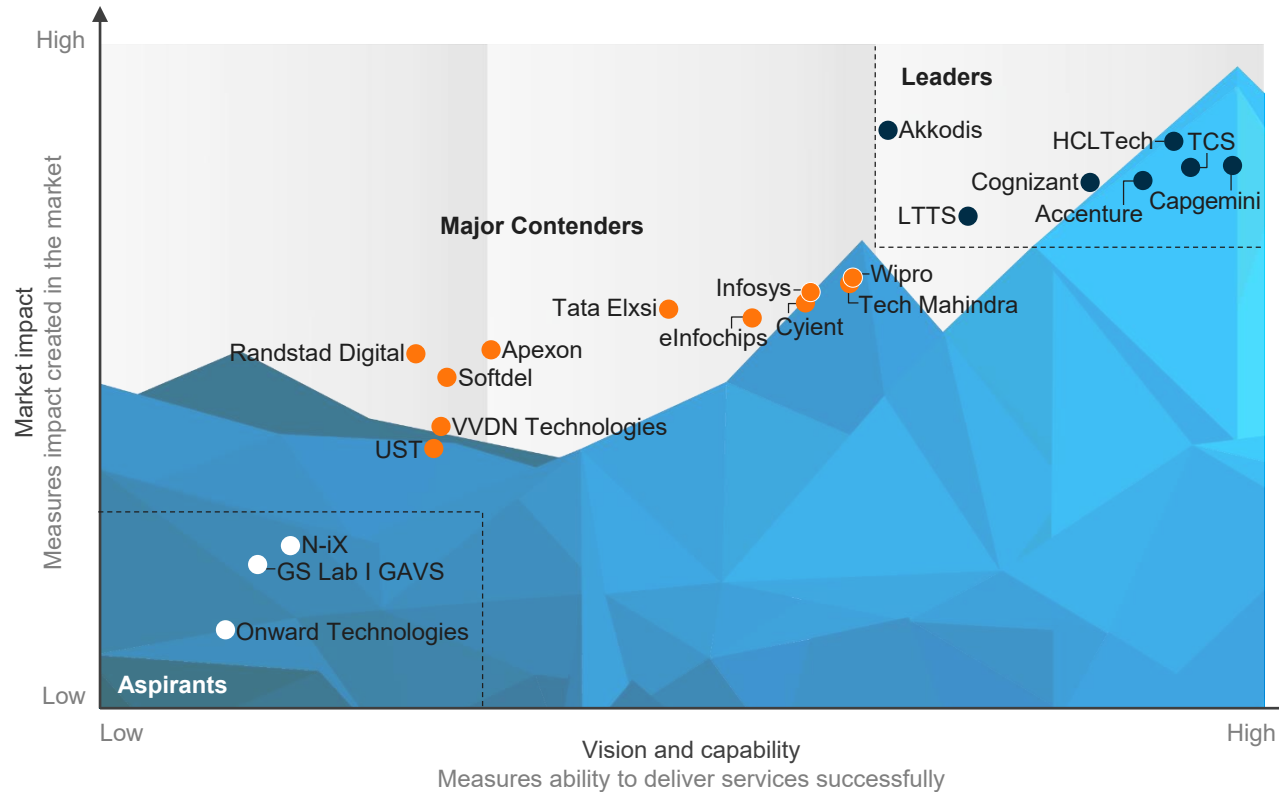 High
Leaders
Akkodis
HCLTech
TCS
Cognizant
Accenture
Capgemini
LTTS
Major Contenders
Wipro
Infosys
Tech Mahindra
Tata Elxsi
Cyient
eInfochips
Randstad Digital
Apexon
Softdel
VVDN Technologies
UST
Market impact
Measures impact created in the market
N-iX
GS Lab I GAVS
Onward Technologies
Aspirants
Low
Low
High
Vision and capability
Measures ability to deliver services successfully